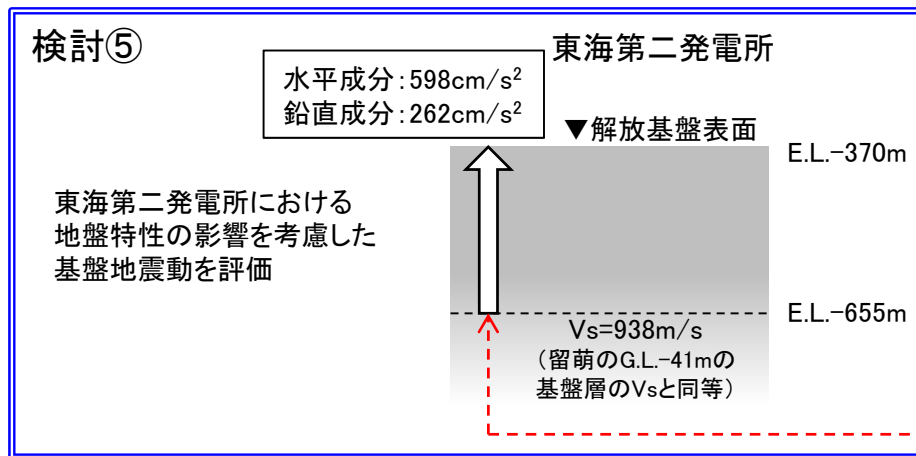 検討⑤
東海第二発電所
水平成分:598cm/s²
鉛直成分:262cm/s²
▼解放基盤表面
E.L.-370m
東海第二発電所における
地盤特性の影響を考慮した
基盤地震動を評価
E.L.-655m
Vs=938m/s
(留萌のG.L.-41mの
基盤層のVsと同等)